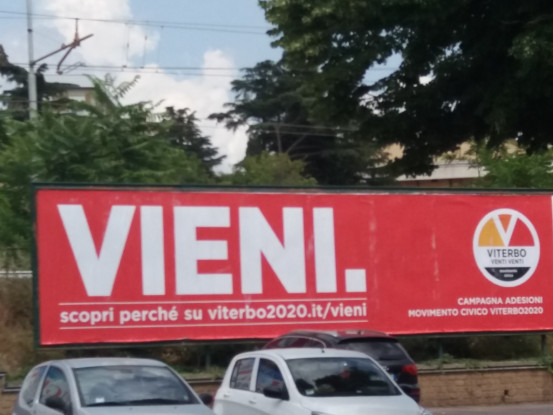 VIENI.
scopri perché su viterbo2020.it/vieni
VITERBO
VENTI VENTI
CAMPAGNA ADESIONI
MOVIMENTO CIVICO VITERBO2020